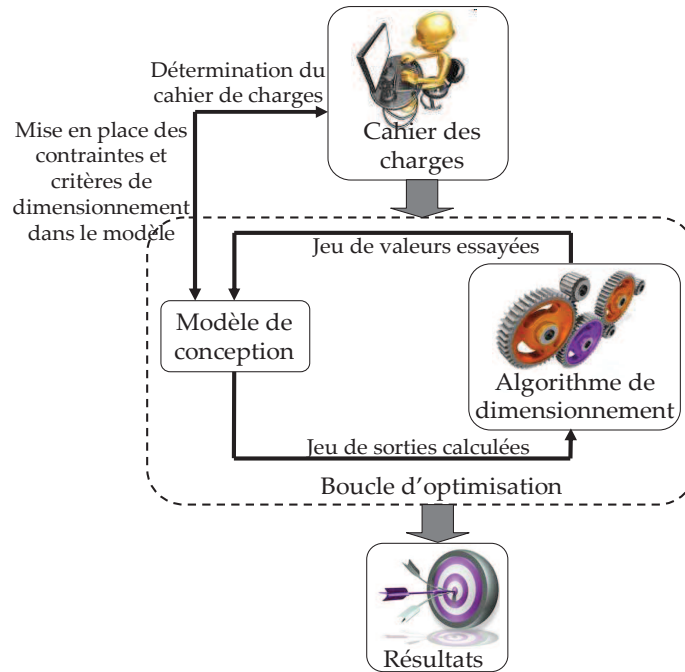 Détermination du
cahier de charges
Mise en place des
contraintes et
critères de
dimensionnement
dans le modèle
Cahier des
charges
Jeu de valeurs essayées
Modèle de
conception
Algorithme de
dimensionnement
Jeu de sorties calculées
Boucle d’optimisation
Résultats